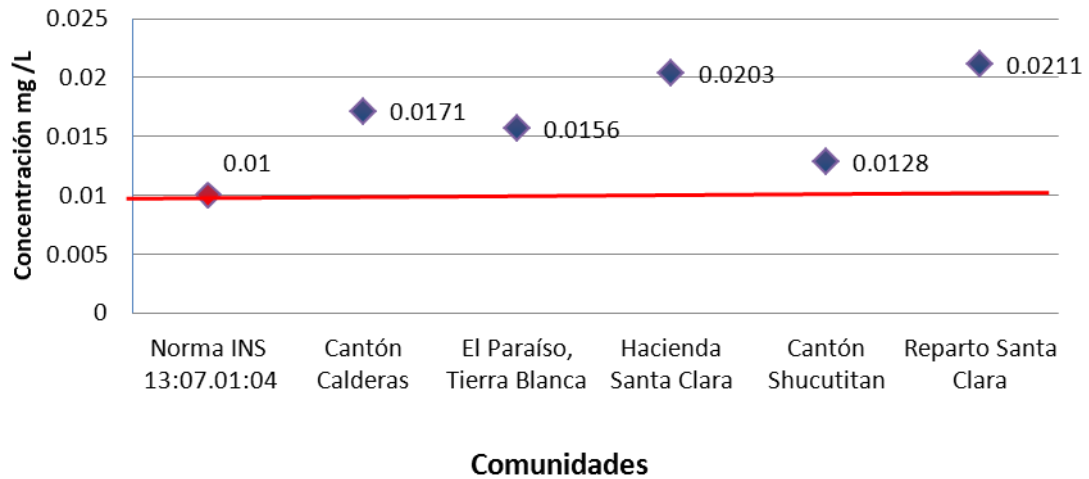 Concentración mg /L
0.025
0.02
0.015
0.01
0.005
0
0.01
0.0171
0.0156
0.0203
0.0128
0.0211
Norma INS
13:07.01:04
Cantón
Calderas
El Paraíso,
Tierra Blanca
Hacienda
Santa Clara
Cantón
Shucutitan
Reparto Santa
Clara
Comunidades